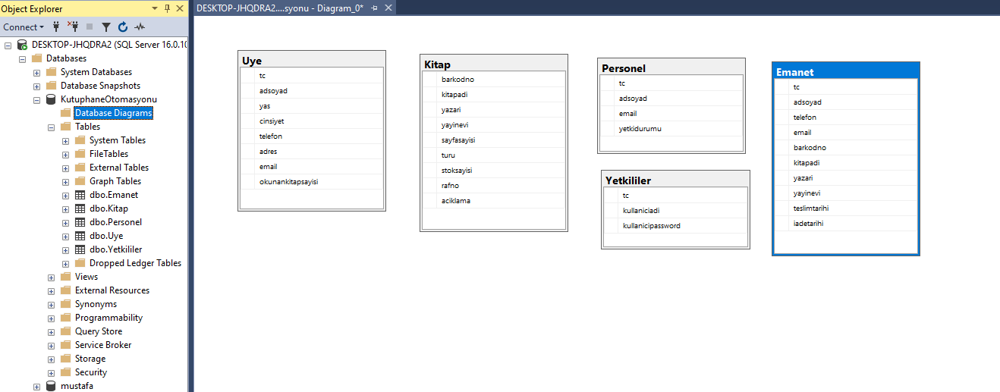 Object Explorer
Connect
DESKTOP-JHQDRA2 (SQL Server 16.0.10
Databases
System Databases
Database Snapshots
KutuphaneOtomasyonu
Database Diagrams
Tables
System Tables
FileTables
External Tables
Graph Tables
dbo.Emanet
dbo.Kitap
dbo.Personel
dbo.Uye
dbo.Yetkililer
Dropped Ledger Tables
Views
External Resources
Synonyms
Programmability
Query Store
Service Broker
Storage
Security
mustafa
DESKTOP-JHQDRA2....syonu - Diagram_0*
Uye
tc
adsoyad
yas
cinsiyet
telefon
adres
email
okunankitapsayisi
Kitap
barkodno
kitapadi
yazari
yayinevi
sayfasayisi
turu
stoksayisi
rafno
aciklama
Personel
tc
adsoyad
email
yetkidurumu
Yetkililer
tc
kullaniciadi
kullanicipassword
Emanet
tc
adsoyad
telefon
email
barkodno
kitapadi
yazari
yayinevi
teslimtarihi
iadetarihi